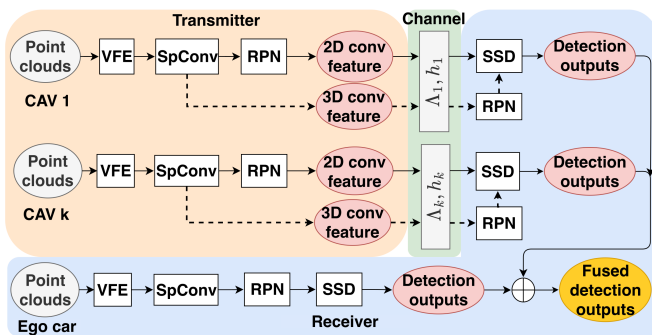 Transmitter
Channel
Point
clouds
VFE
SpConv
RPN
2D conv
feature
Λ₁, h₁
SSD
Detection
outputs
CAV 1
3D conv
feature
RPN
Point
clouds
VFE
SpConv
RPN
2D conv
feature
Λₖ, hₖ
SSD
Detection
outputs
CAV k
3D conv
feature
RPN
Point
clouds
VFE
SpConv
RPN
SSD
Detection
outputs
Fused
detection
outputs
Ego car
Receiver